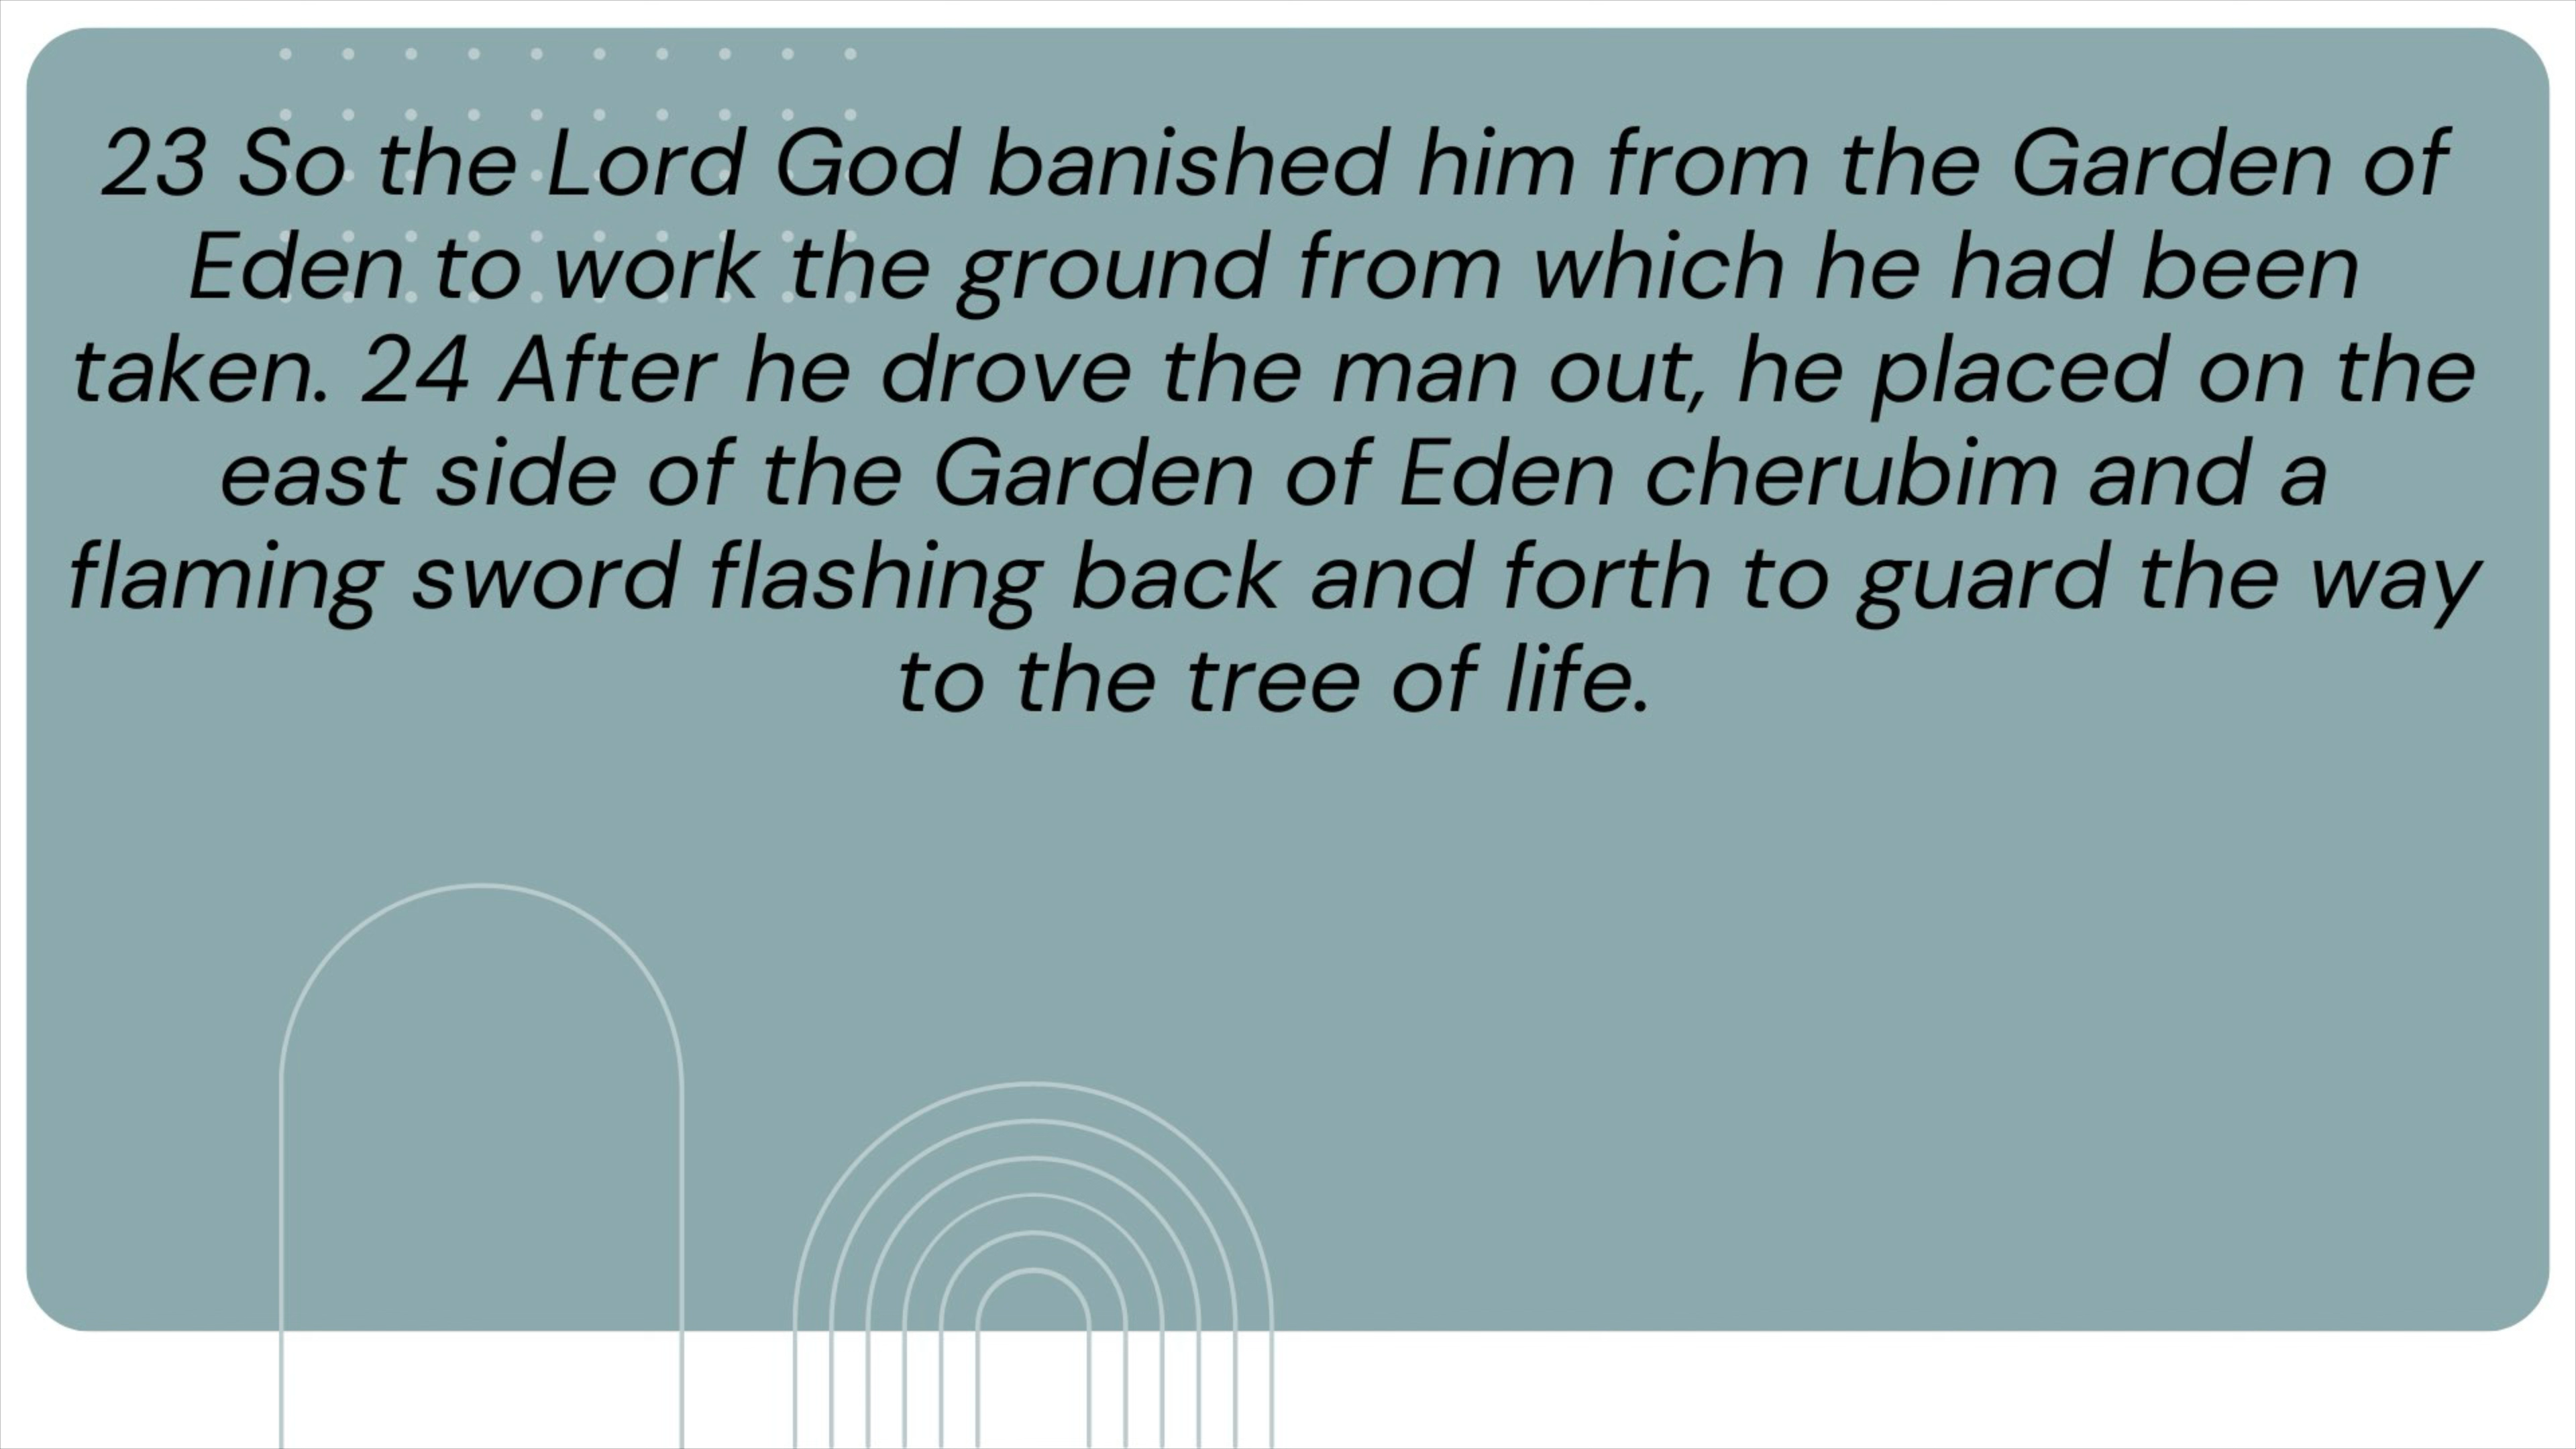 23 So the Lord God banished him from the Garden of
Eden to work the ground from which he had been
taken. 24 After he drove the man out, he placed on the
east side of the Garden of Eden cherubim and a
flaming sword flashing back and forth to guard the way
to the tree of life.